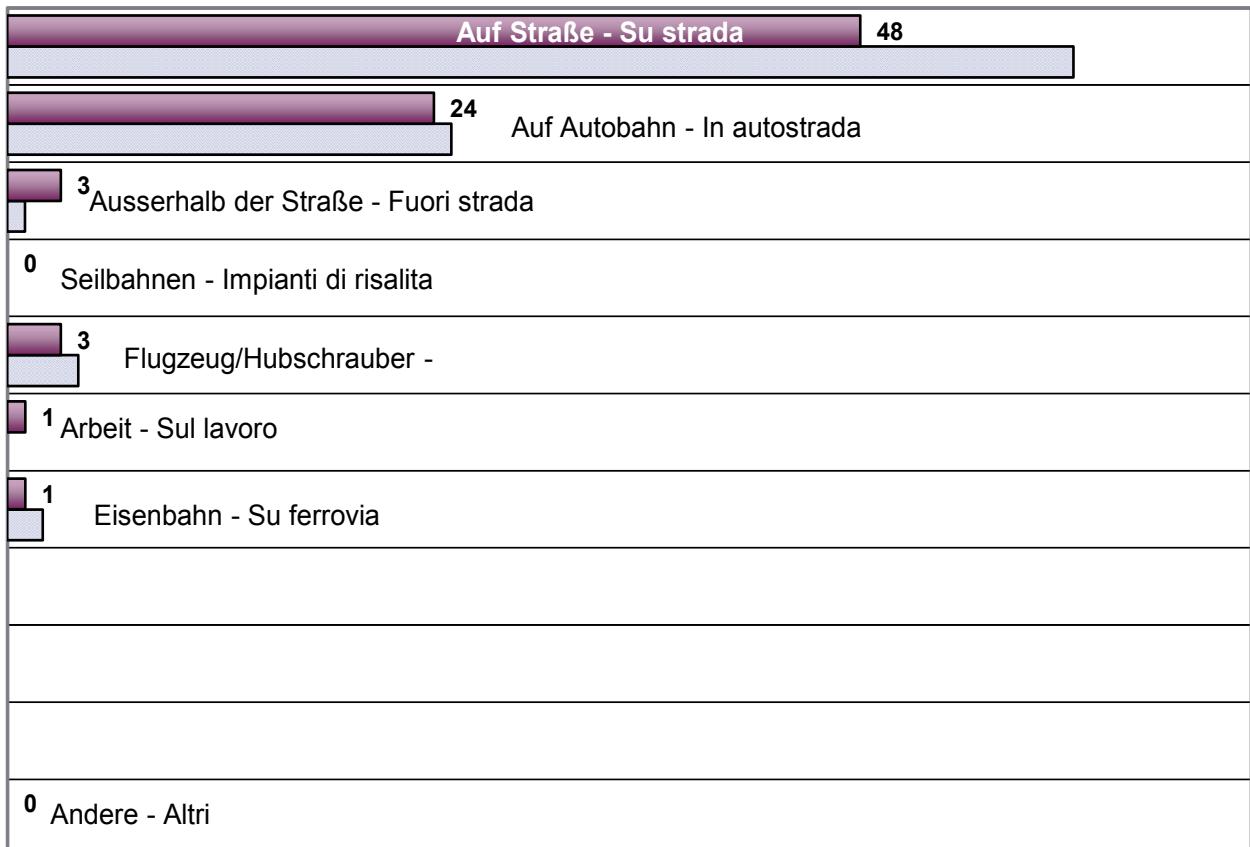 Auf Straße - Su strada 48
24 Auf Autobahn - In autostrada
3 Ausserhalb der Straße - Fuori strada
0 Seilbahnen - Impianti di risalita
3 Flugzeug/Hubschrauber -
1 Arbeit - Sul lavoro
1 Eisenbahn - Su ferrovia
0 Andere - Altri